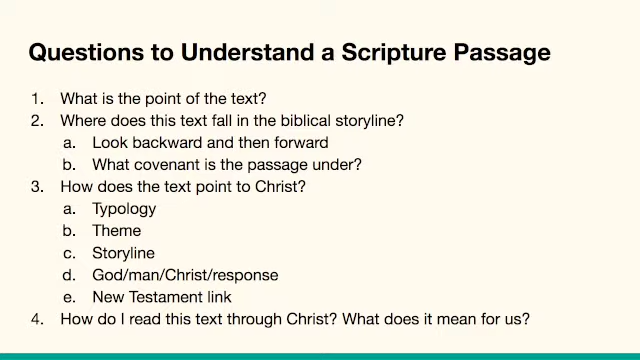 Questions to Understand a Scripture Passage
1. What is the point of the text?
2. Where does this text fall in the biblical storyline?
a. Look backward and then forward
b. What covenant is the passage under?
3. How does the text point to Christ?
a. Typology
b. Theme
c. Storyline
d. God/man/Christ/response
e. New Testament link
4. How do I read this text through Christ? What does it mean for us?